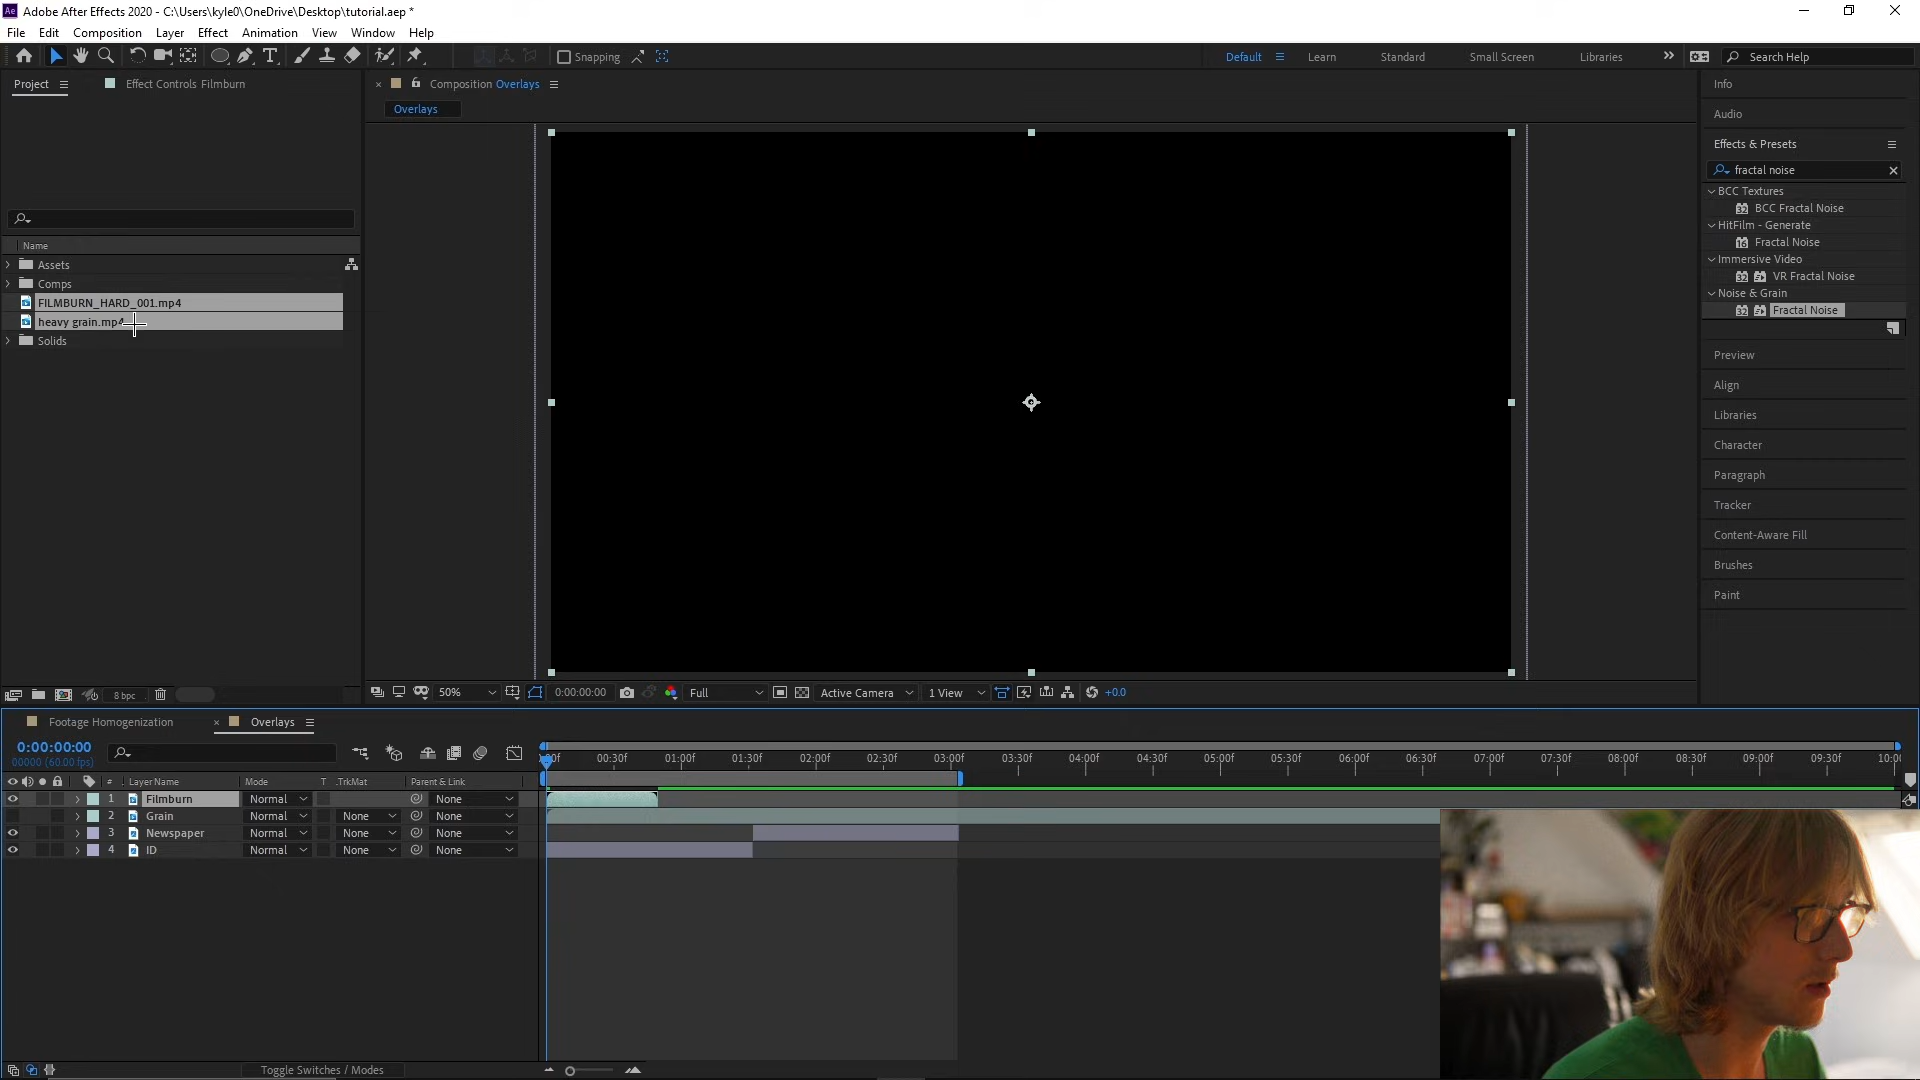 Adobe After Effects 2020 - C:\Users\kyle0\OneDrive\Desktop\tutorial.aep *
File Edit Composition Layer Effect Animation View Window Help
Snapping
Default Learn Standard Small Screen Libraries Search Help
Project Effect Controls Filmburn
Composition Overlays
Overlays
Name
Assets
Comps
FILMBURN_HARD_001.mp4
heavy grain.mp4
Solids
8 bpc
50% 0:00:00:00 Full Active Camera 1 View +0.0
Info
Audio
Effects & Presets
fractal noise
BCC Textures
32 BCC Fractal Noise
HitFilm - Generate
16 Fractal Noise
Immersive Video
32 VR Fractal Noise
Noise & Grain
32 Fractal Noise
Preview
Align
Libraries
Character
Paragraph
Tracker
Content-Aware Fill
Brushes
Paint
Footage Homogenization Overlays
0:00:00:00
00000 (60.00 fps)
00:30f 01:00f 01:30f 02:00f 02:30f 03:00f 03:30f 04:00f 04:30f 05:00f 05:30f 06:00f 06:30f 07:00f 07:30f 08:00f 08:30f 09:00f 09:30f
# Layer Name Mode T .TrkMat Parent & Link
1 Filmburn Normal None
2 Grain Normal None None
3 Newspaper Normal None None
4 ID Normal None None
Toggle Switches / Modes